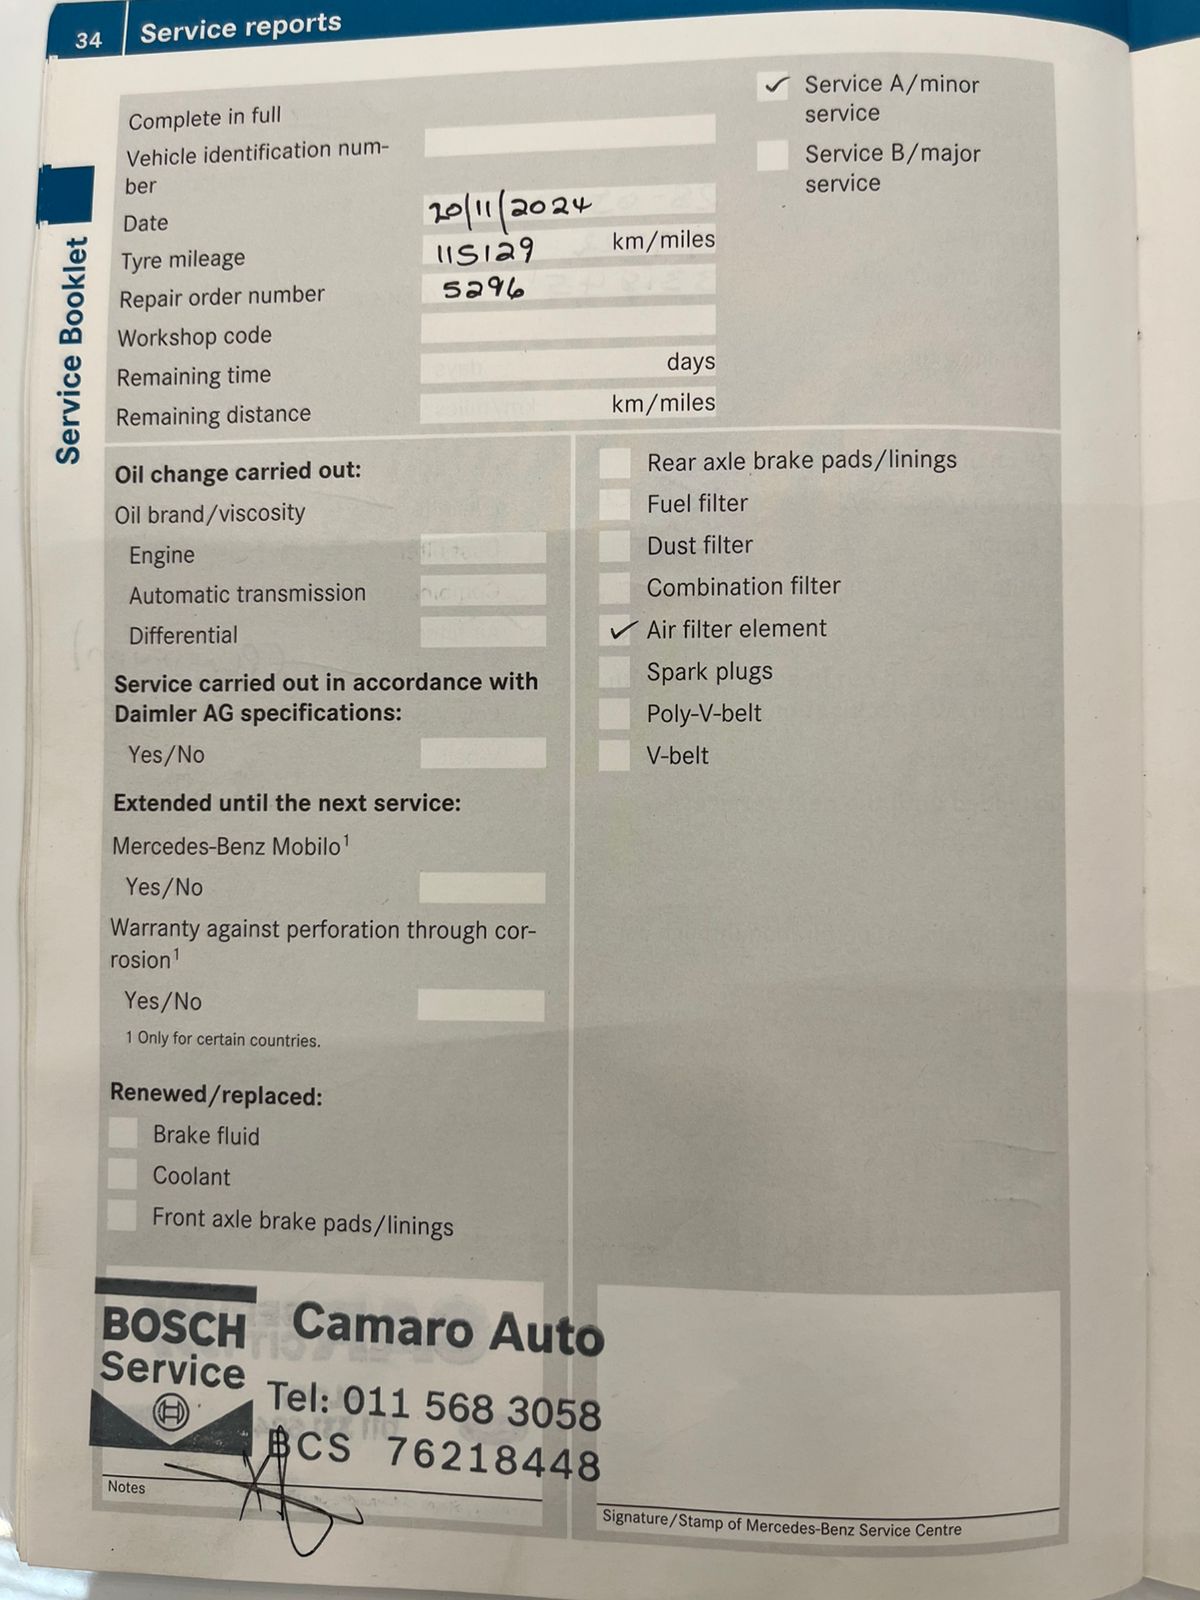 34 Service reports
Service Booklet
Complete in full
Vehicle identification num-
ber
Date 20/11/2024
Tyre mileage 115129 km/miles
Repair order number 5296
Workshop code
Remaining time days
Remaining distance km/miles
✓ Service A/minor
service
Service B/major
service
Oil change carried out:
Oil brand/viscosity
Engine
Automatic transmission
Differential
Service carried out in accordance with
Daimler AG specifications:
Yes/No
Extended until the next service:
Mercedes-Benz Mobilo¹
Yes/No
Warranty against perforation through cor-
rosion¹
Yes/No
1 Only for certain countries.
Renewed/replaced:
Brake fluid
Coolant
Front axle brake pads/linings
Rear axle brake pads/linings
Fuel filter
Dust filter
Combination filter
✓ Air filter element
Spark plugs
Poly-V-belt
V-belt
BOSCH
Service
Camaro Auto
Tel: 011 568 3058
BCS 76218448
Notes
Signature/Stamp of Mercedes-Benz Service Centre